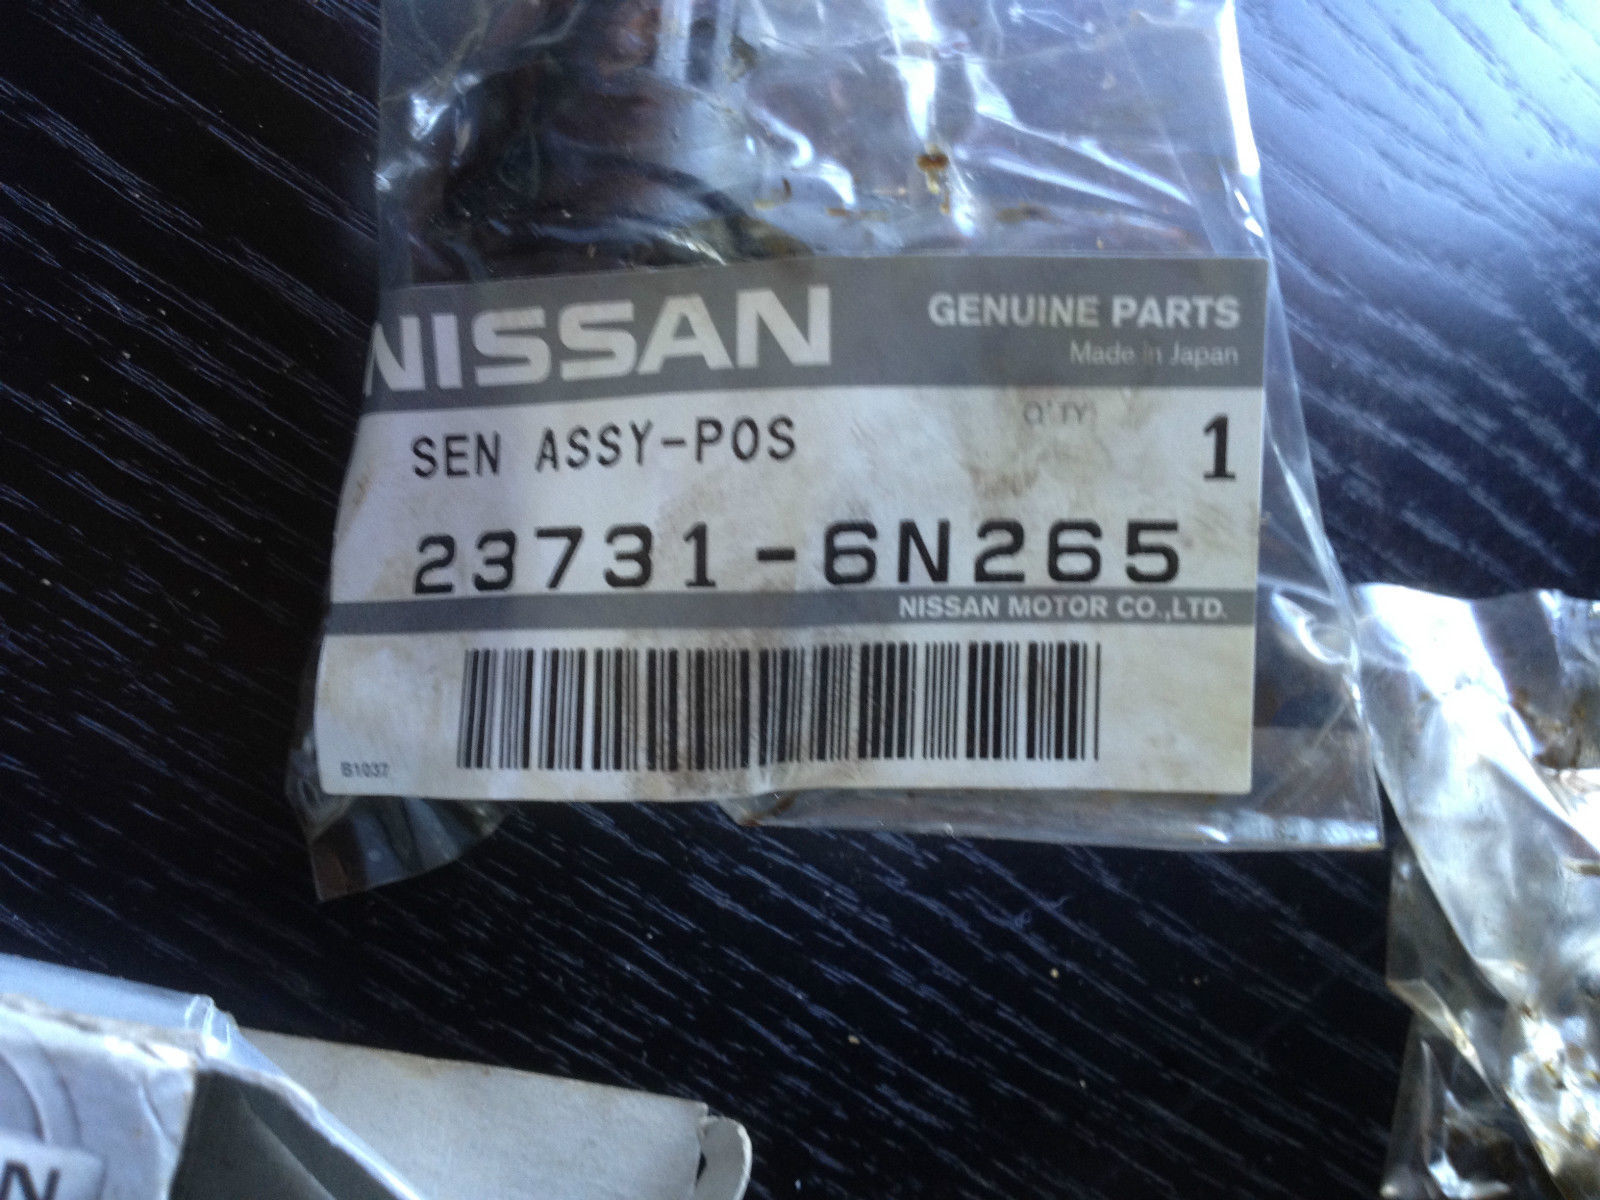 NISSAN
GENUINE PARTS
Made in Japan
SEN ASSY-POS
Q'TY
1
23731-6N265
NISSAN MOTOR CO.,LTD.
B1037
N